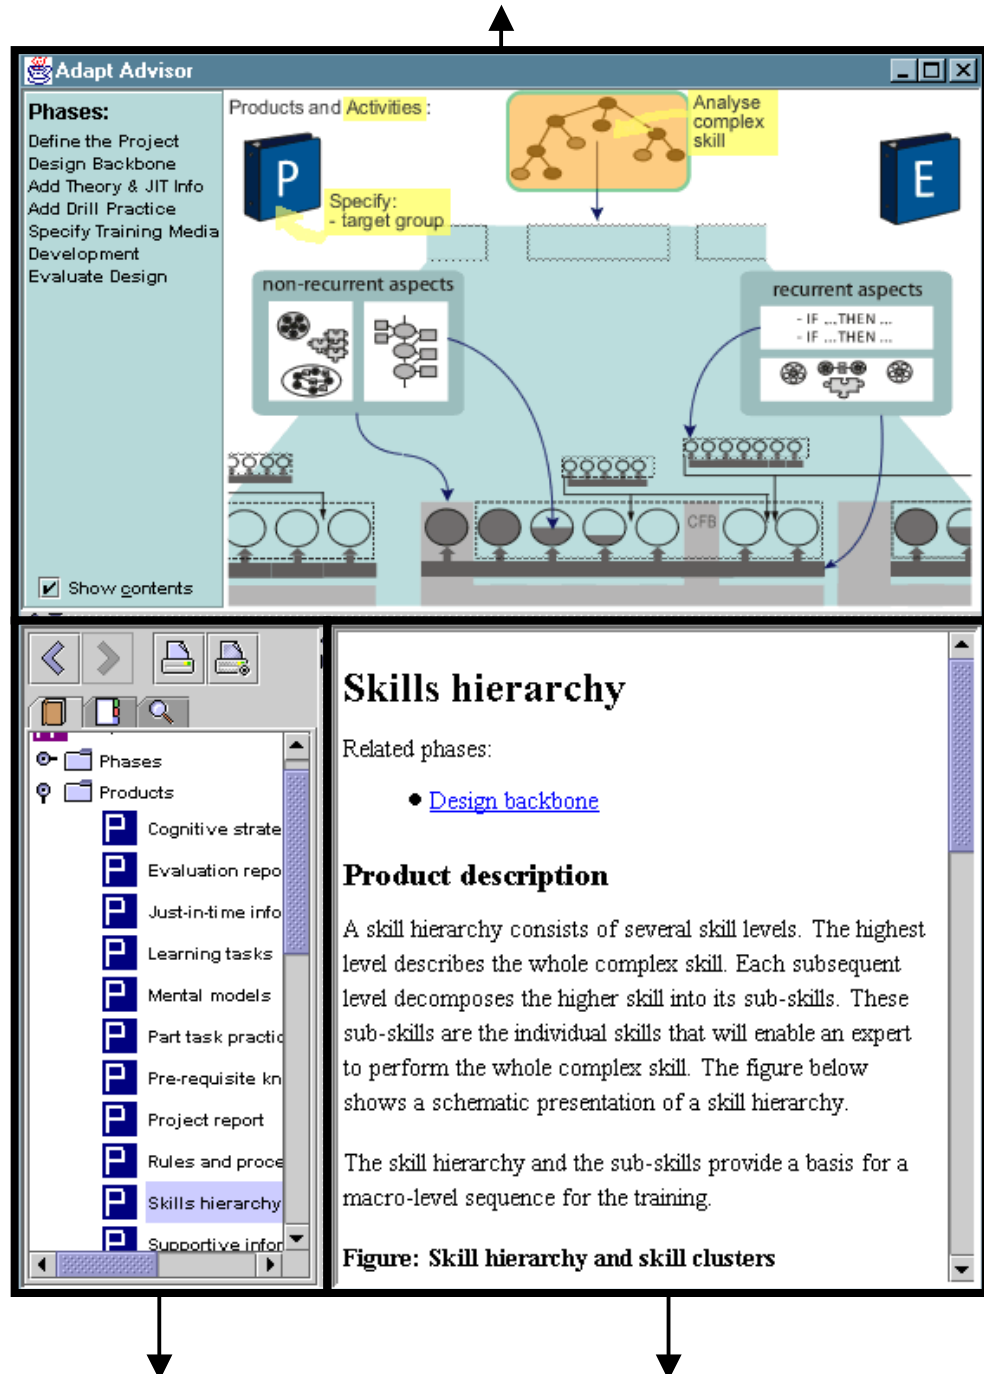 Adapt Advisor
Phases:
Define the Project
Design Backbone
Add Theory & JIT Info
Add Drill Practice
Specify Training Media
Development
Evaluate Design
Show contents
Products and Activities :
Analyse
complex
skill
P
Specify:
- target group
E
non-recurrent aspects
recurrent aspects
- IF ...THEN ...
- IF ...THEN ...
CFB
Phases
Products
P Cognitive strate
P Evaluation repo
P Just-in-time info
P Learning tasks
P Mental models
P Part task practic
P Pre-requisite kn
P Project report
P Rules and proce
P Skills hierarchy
P Supportive infor
Skills hierarchy
Related phases:
Design backbone
Product description
A skill hierarchy consists of several skill levels. The highest
level describes the whole complex skill. Each subsequent
level decomposes the higher skill into its sub-skills. These
sub-skills are the individual skills that will enable an expert
to perform the whole complex skill. The figure below
shows a schematic presentation of a skill hierarchy.
The skill hierarchy and the sub-skills provide a basis for a
macro-level sequence for the training.
Figure: Skill hierarchy and skill clusters